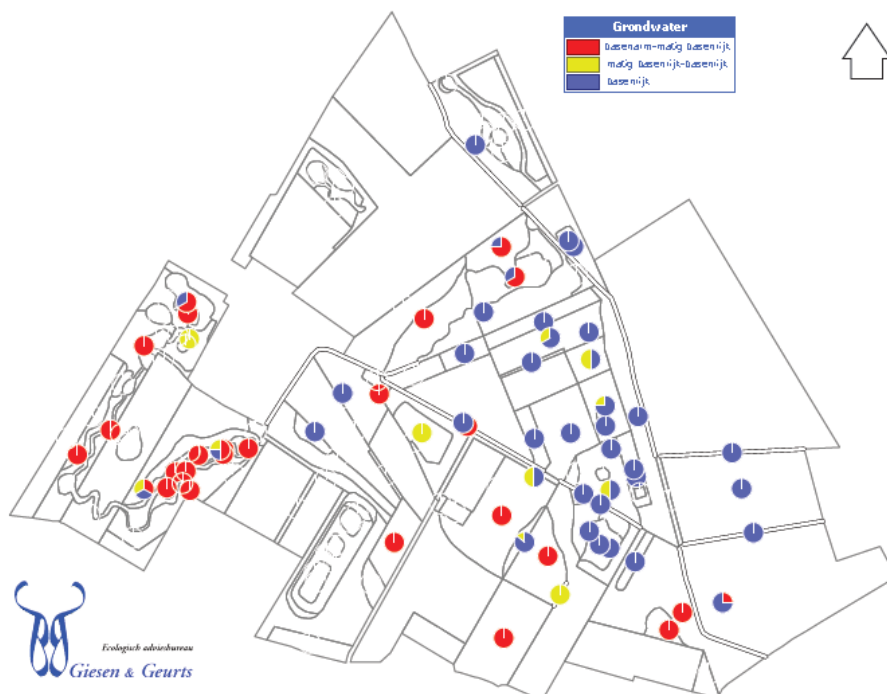 Grondwater
basenarm-matig basenrijk
matig basenrijk-basenrijk
basenrijk
Ecologisch adviesbureau
Giesen & Geurts